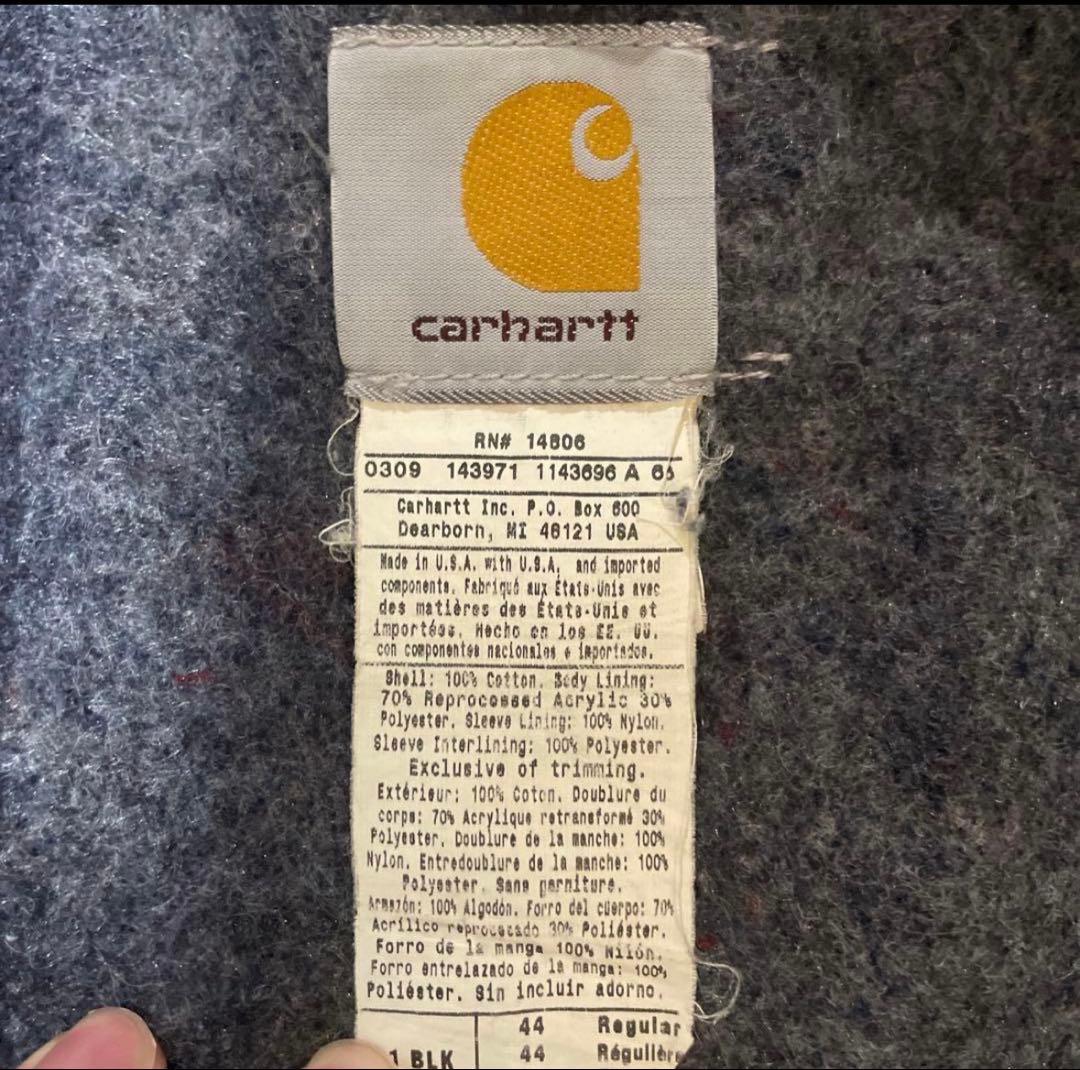 carhartt
RN# 14806
0309 143971 1143696 A 65
Carhartt Inc. P.O. Box 600
Dearborn, MI 48121 USA
Made in U.S.A. with U.S.A. and imported
components. Fabriqué aux États-Unis avec
des matières des États-Unis et
importées. Hecho en los EE. UU.
con componentes nacionales e importados.
Shell: 100% Cotton. Body Lining:
70% Reprocessed Acrylic 30%
Polyester. Sleeve Lining: 100% Nylon.
Sleeve Interlining: 100% Polyester.
Exclusive of trimming.
Extérieur: 100% Coton. Doublure du
corps: 70% Acrylique retransformé 30%
Polyester. Doublure de la manche: 100%
Nylon. Entredoublure de la manche: 100%
Polyester. Sans garniture.
Armazón: 100% Algodón. Forro del cuerpo: 70%
Acrílico reprocesado 30% Poliéster.
Forro de la manga 100% Nilón.
Forro entrelazado de la manga: 100%
Poliéster. Sin incluir adorno.
44 Regular
1 BLK 44 Régulière